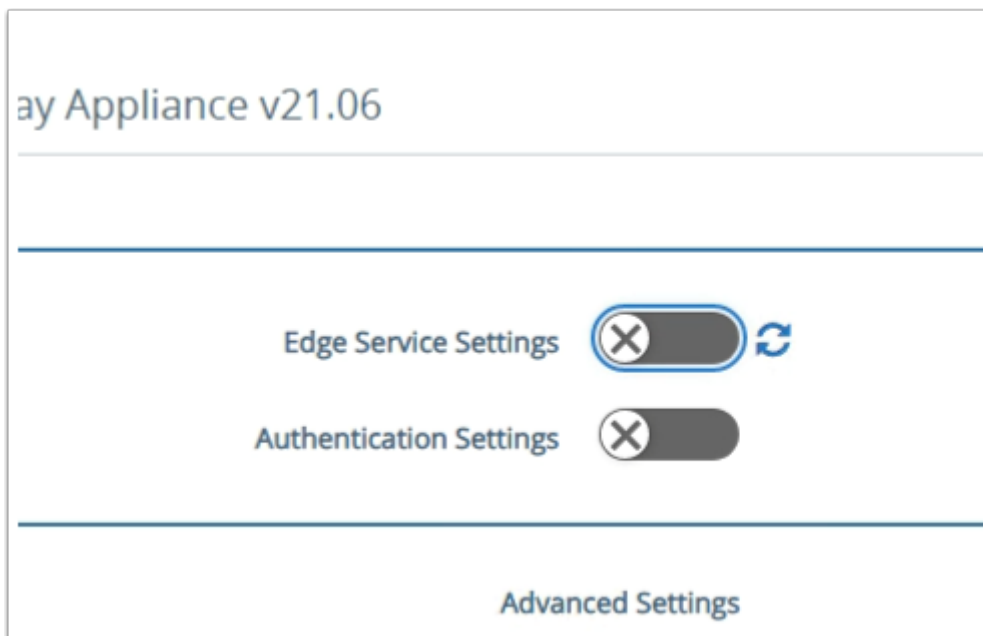 ay Appliance v21.06
Edge Service Settings
Authentication Settings
Advanced Settings